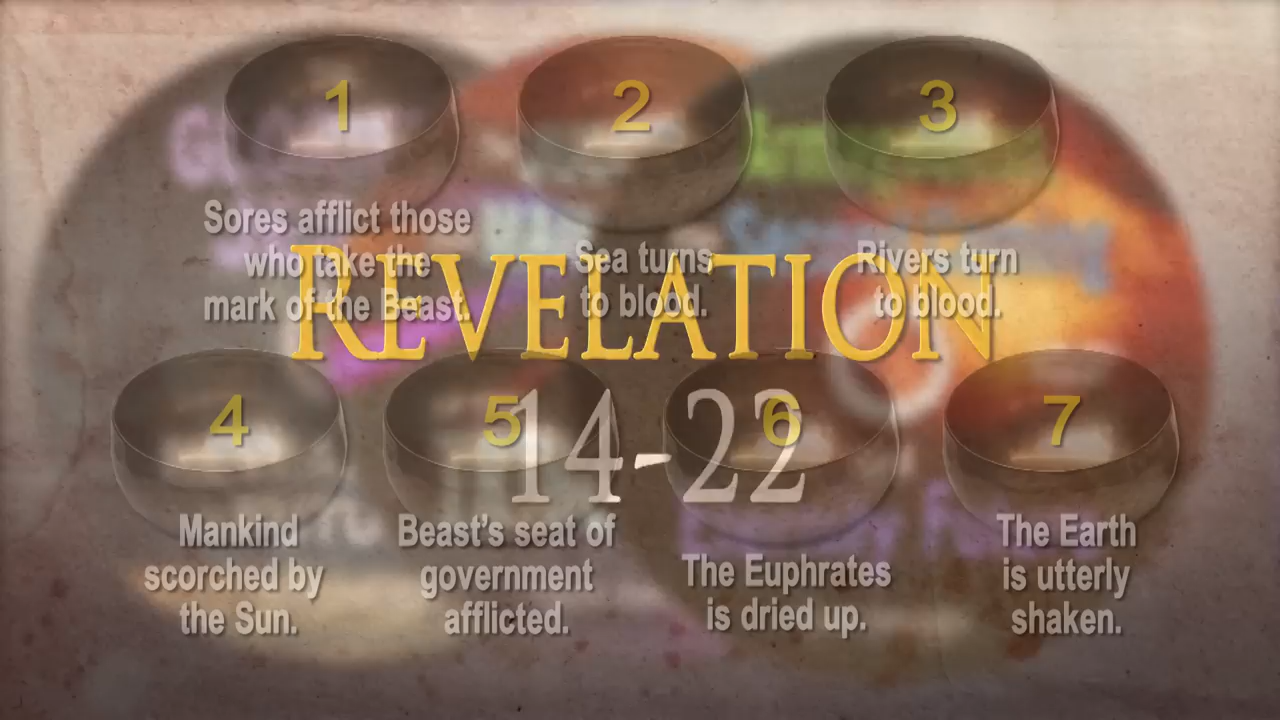 1
2
3
Sores afflict those
who take the
mark of the Beast.
Sea turns
to blood.
Rivers turn
to blood.
REVELATION
14-22
4
5
6
7
Mankind
scorched by
the Sun.
Beast's seat of
government
afflicted.
The Euphrates
is dried up.
The Earth
is utterly
shaken.